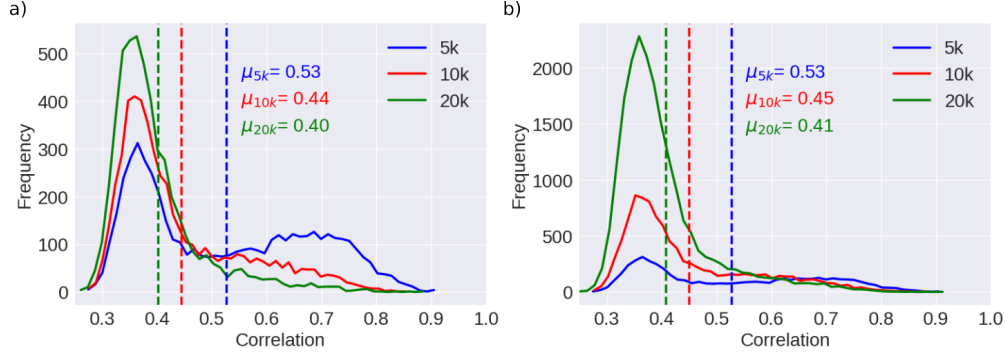 a)
Frequency
500
400
300
200
100
0
μ5k= 0.53
μ10k= 0.44
μ20k= 0.40
5k
10k
20k
0.3 0.4 0.5 0.6 0.7 0.8 0.9 1.0
Correlation
b)
Frequency
2000
1500
1000
500
0
μ5k= 0.53
μ10k= 0.45
μ20k= 0.41
5k
10k
20k
0.3 0.4 0.5 0.6 0.7 0.8 0.9 1.0
Correlation